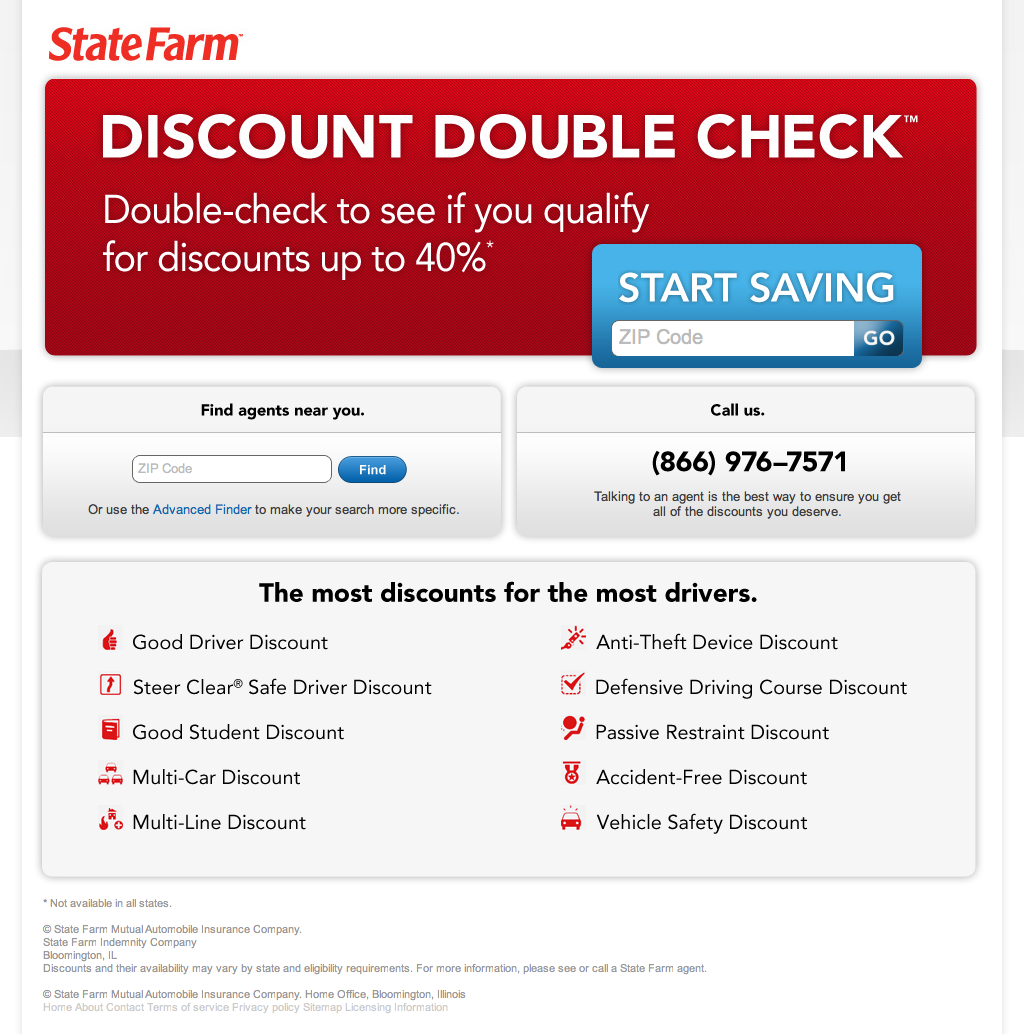 State Farm™
DISCOUNT DOUBLE CHECK™
Double-check to see if you qualify
for discounts up to 40%*
START SAVING
ZIP Code
GO
Find agents near you.
ZIP Code
Find
Or use the Advanced Finder to make your search more specific.
Call us.
(866) 976–7571
Talking to an agent is the best way to ensure you get
all of the discounts you deserve.
The most discounts for the most drivers.
Good Driver Discount
Steer Clear® Safe Driver Discount
Good Student Discount
Multi-Car Discount
Multi-Line Discount
Anti-Theft Device Discount
Defensive Driving Course Discount
Passive Restraint Discount
Accident-Free Discount
Vehicle Safety Discount
* Not available in all states.
© State Farm Mutual Automobile Insurance Company.
State Farm Indemnity Company
Bloomington, IL
Discounts and their availability may vary by state and eligibility requirements. For more information, please see or call a State Farm agent.
© State Farm Mutual Automobile Insurance Company. Home Office, Bloomington, Illinois
Home About Contact Terms of service Privacy policy Sitemap Licensing Information